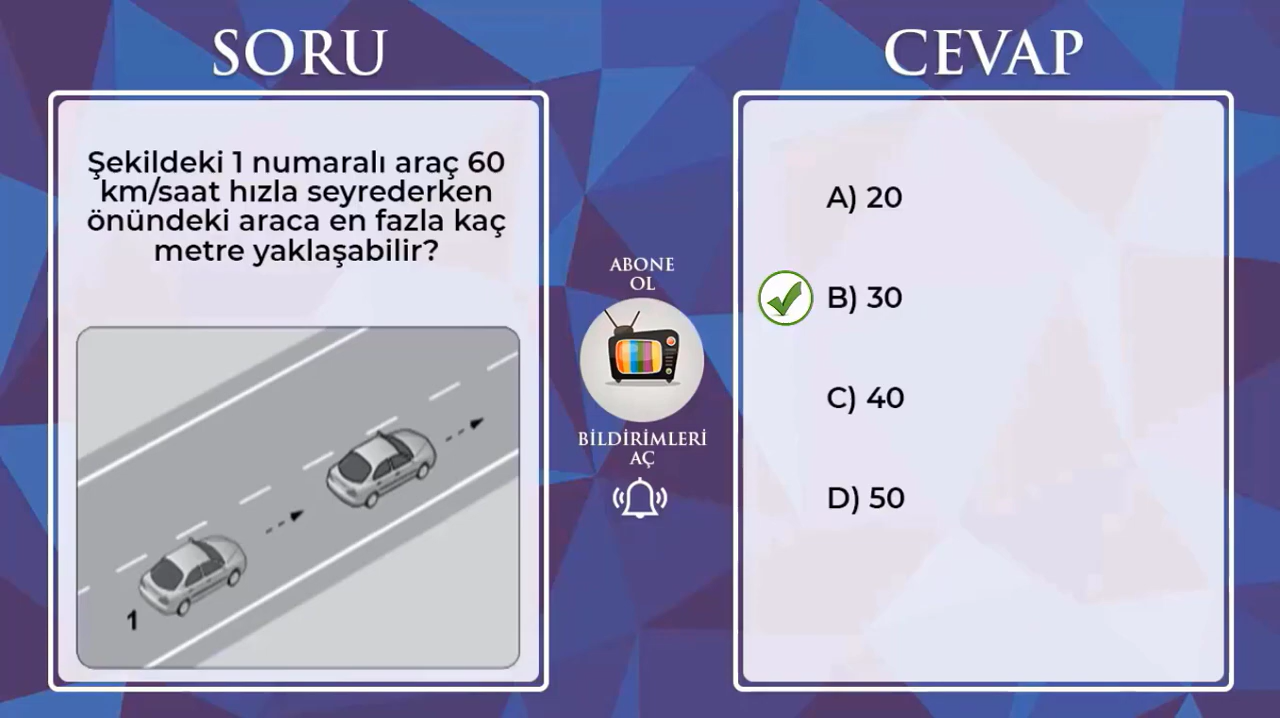 SORU
Şekildeki 1 numaralı araç 60
km/saat hızla seyrederken
önündeki araca en fazla kaç
metre yaklaşabilir?
1
ABONE
OL
BİLDİRİMLERİ
AÇ
CEVAP
A) 20
B) 30
C) 40
D) 50